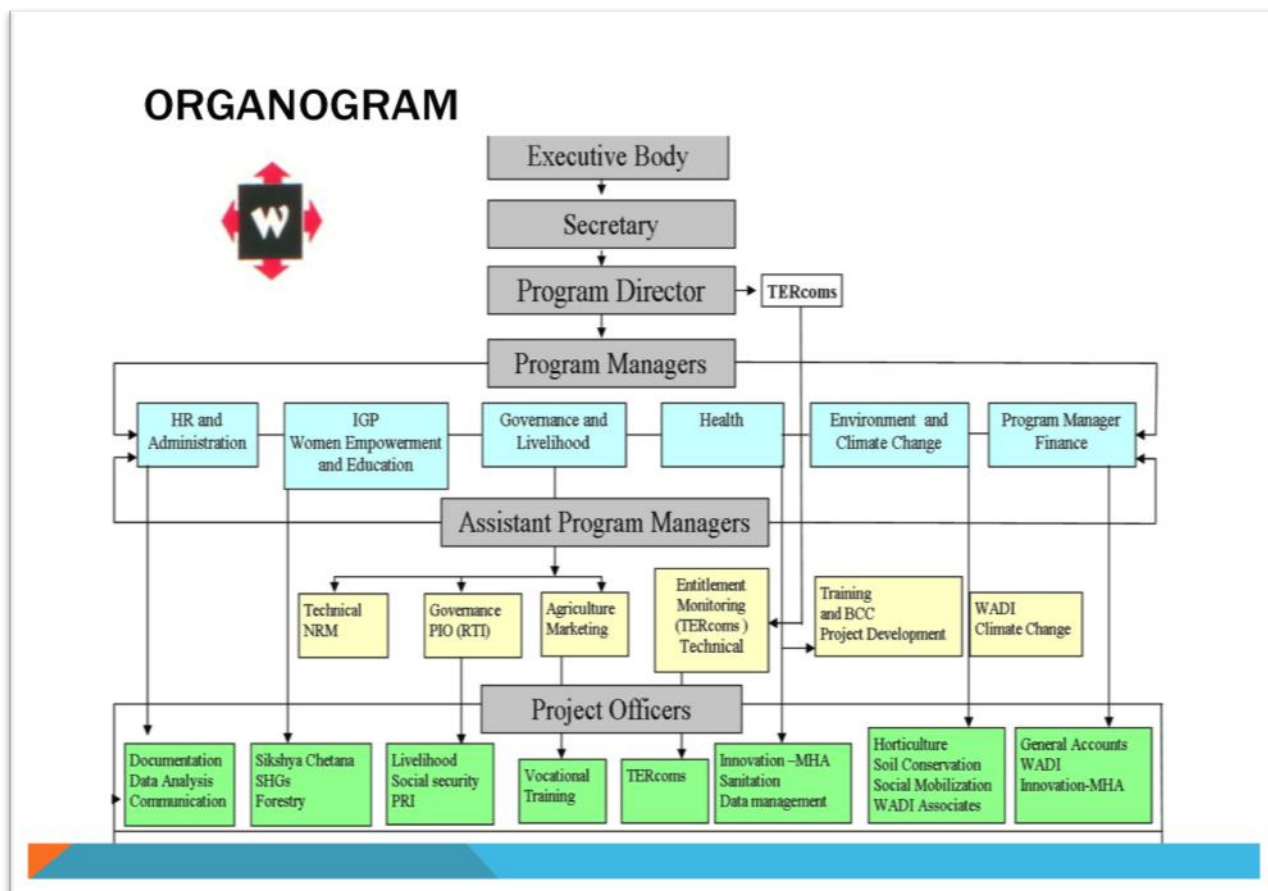 ORGANOGRAM
W
Executive Body
Secretary
Program Director
TERcoms
Program Managers
HR and
Administration
IGP
Women Empowerment
and Education
Governance and
Livelihood
Health
Environment and
Climate Change
Program Manager
Finance
Assistant Program Managers
Technical
NRM
Governance
PIO (RTI)
Agriculture
Marketing
Entitlement
Monitoring
(TERcoms )
Technical
Training
and BCC
Project Development
WADI
Climate Change
Project Officers
Documentation
Data Analysis
Communication
Sikshya Chetana
SHGs
Forestry
Livelihood
Social security
PRI
Vocational
Training
TERcoms
Innovation –MHA
Sanitation
Data management
Horticulture
Soil Conservation
Social Mobilization
WADI Associates
General Accounts
WADI
Innovation-MHA